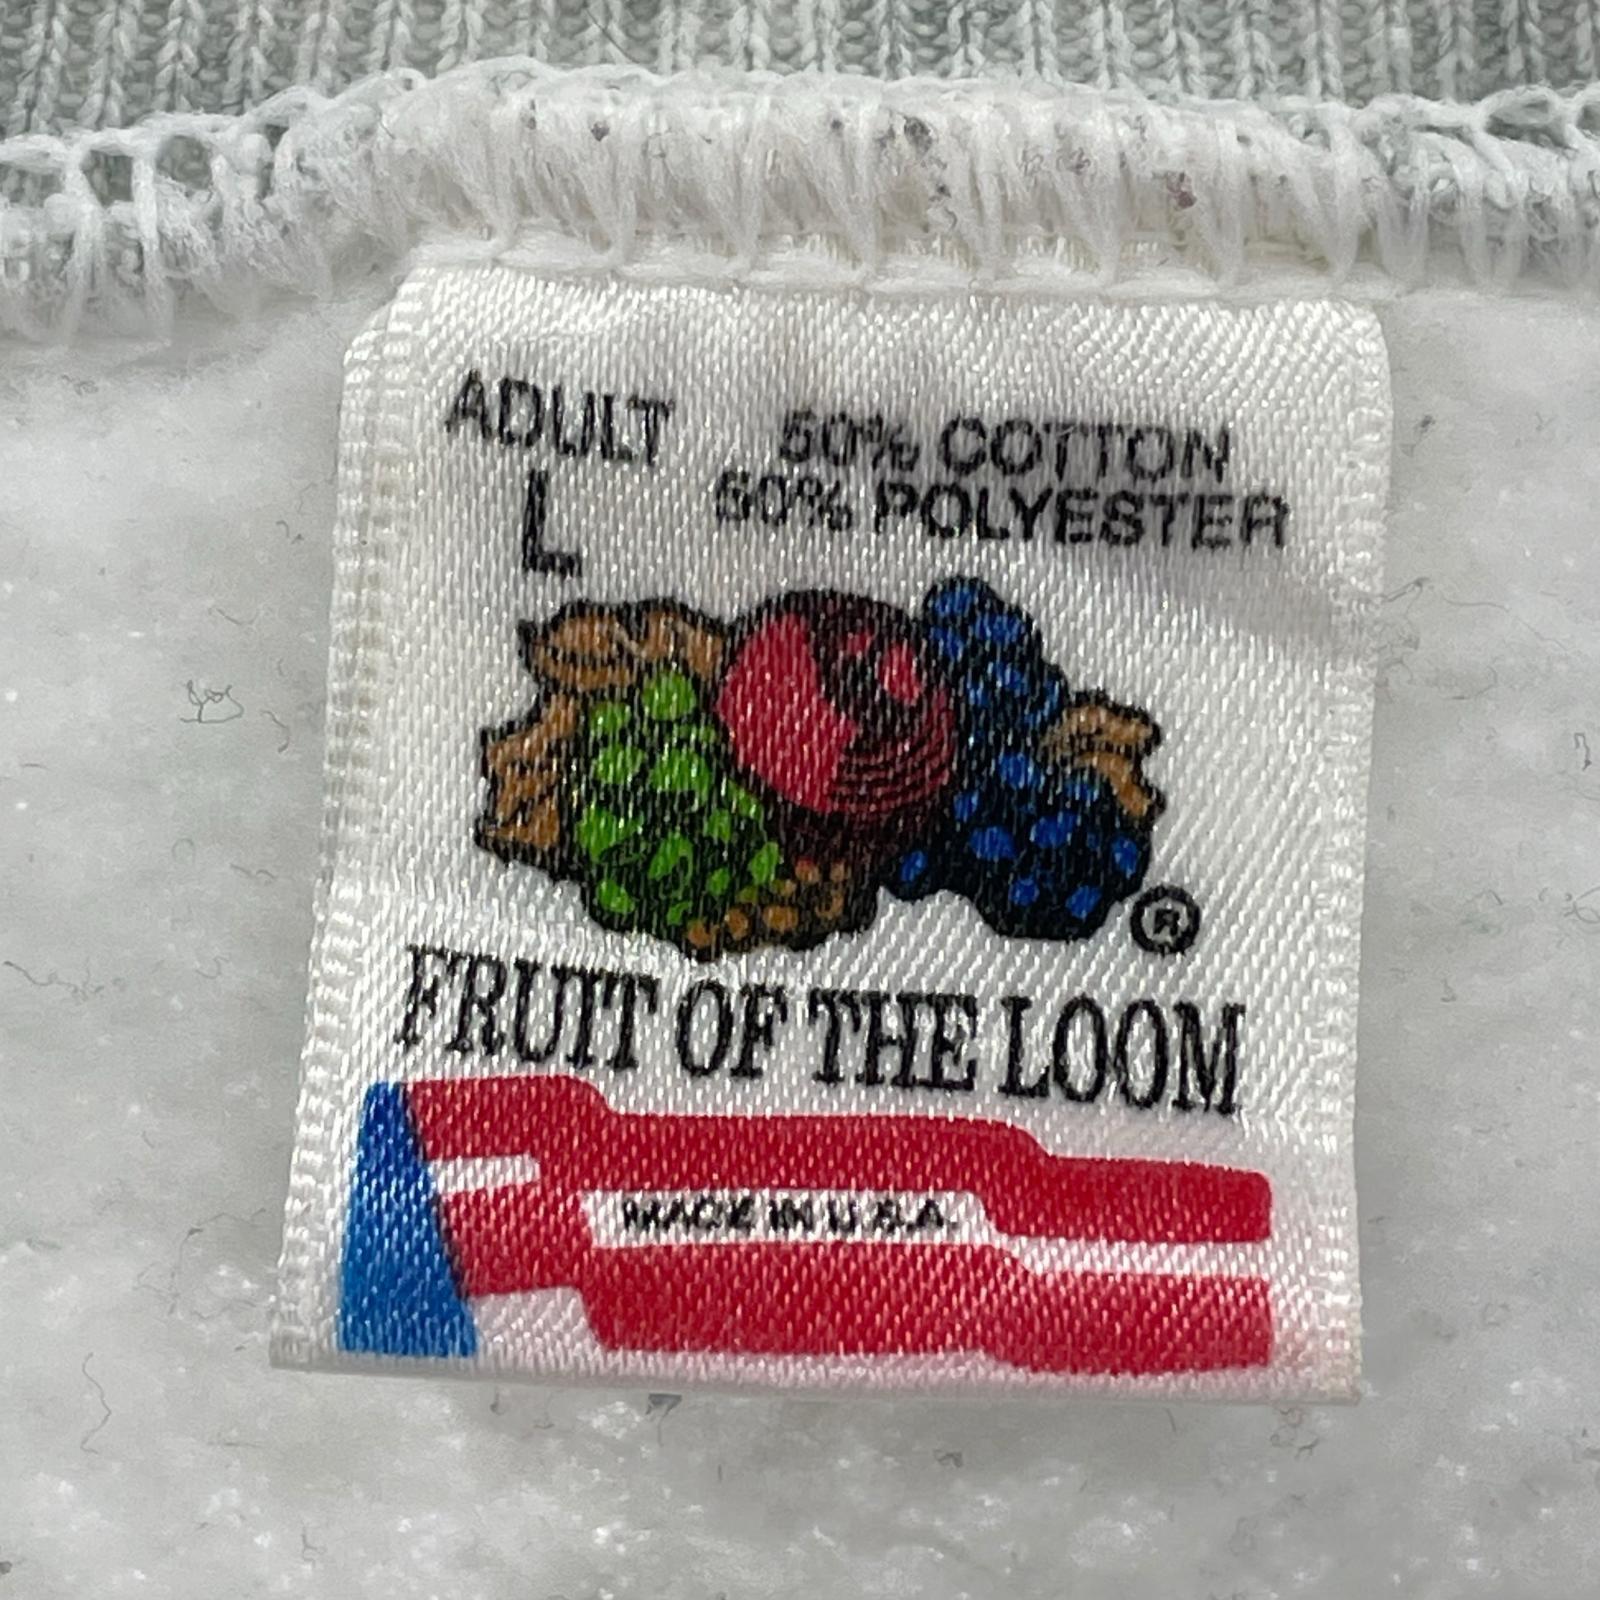 ADULT
L
50% COTTON
50% POLYESTER
®
FRUIT OF THE LOOM
MADE IN U.S.A.